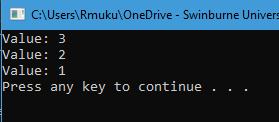 C:\Users\Rmuku\OneDrive - Swinburne Univers
Value: 3
Value: 2
Value: 1
Press any key to continue . . .